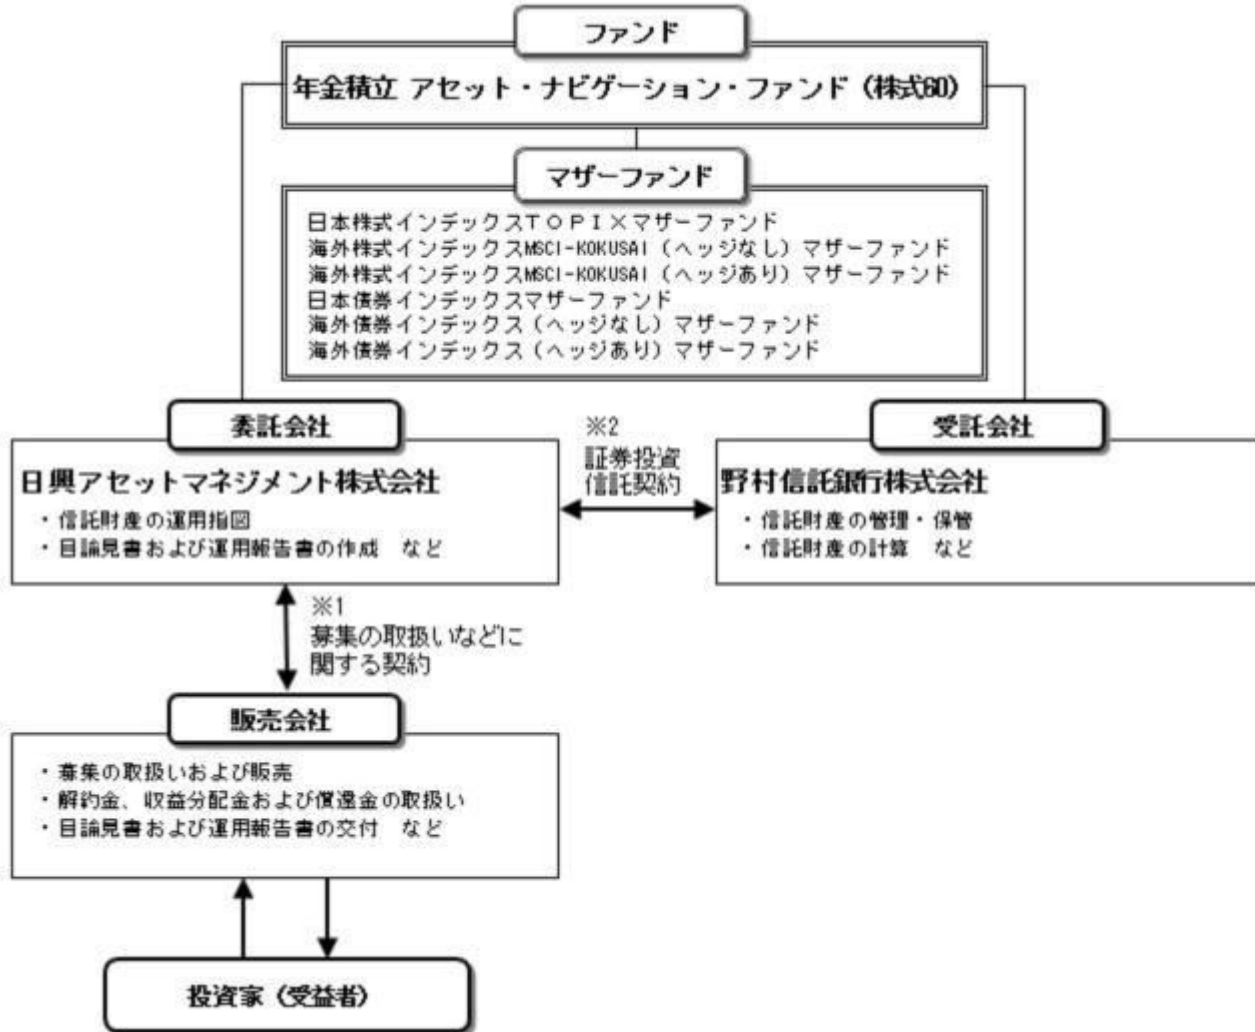 ファンド
年金積立 アセット・ナビゲーション・ファンド（株式60）
マザーファンド
日本株式インデックスＴＯＰＩＸマザーファンド
海外株式インデックスMSCI-KOKUSAI（ヘッジなし）マザーファンド
海外株式インデックスMSCI-KOKUSAI（ヘッジあり）マザーファンド
日本債券インデックスマザーファンド
海外債券インデックス（ヘッジなし）マザーファンド
海外債券インデックス（ヘッジあり）マザーファンド
委託会社
日興アセットマネジメント株式会社
・信託財産の運用指図
・目論見書および運用報告書の作成　など
※2
証券投資
信託契約
受託会社
野村信託銀行株式会社
・信託財産の管理・保管
・信託財産の計算　など
※1
募集の取扱いなどに
関する契約
販売会社
・募集の取扱いおよび販売
・解約金、収益分配金および償還金の取扱い
・目論見書および運用報告書の交付　など
投資家（受益者）